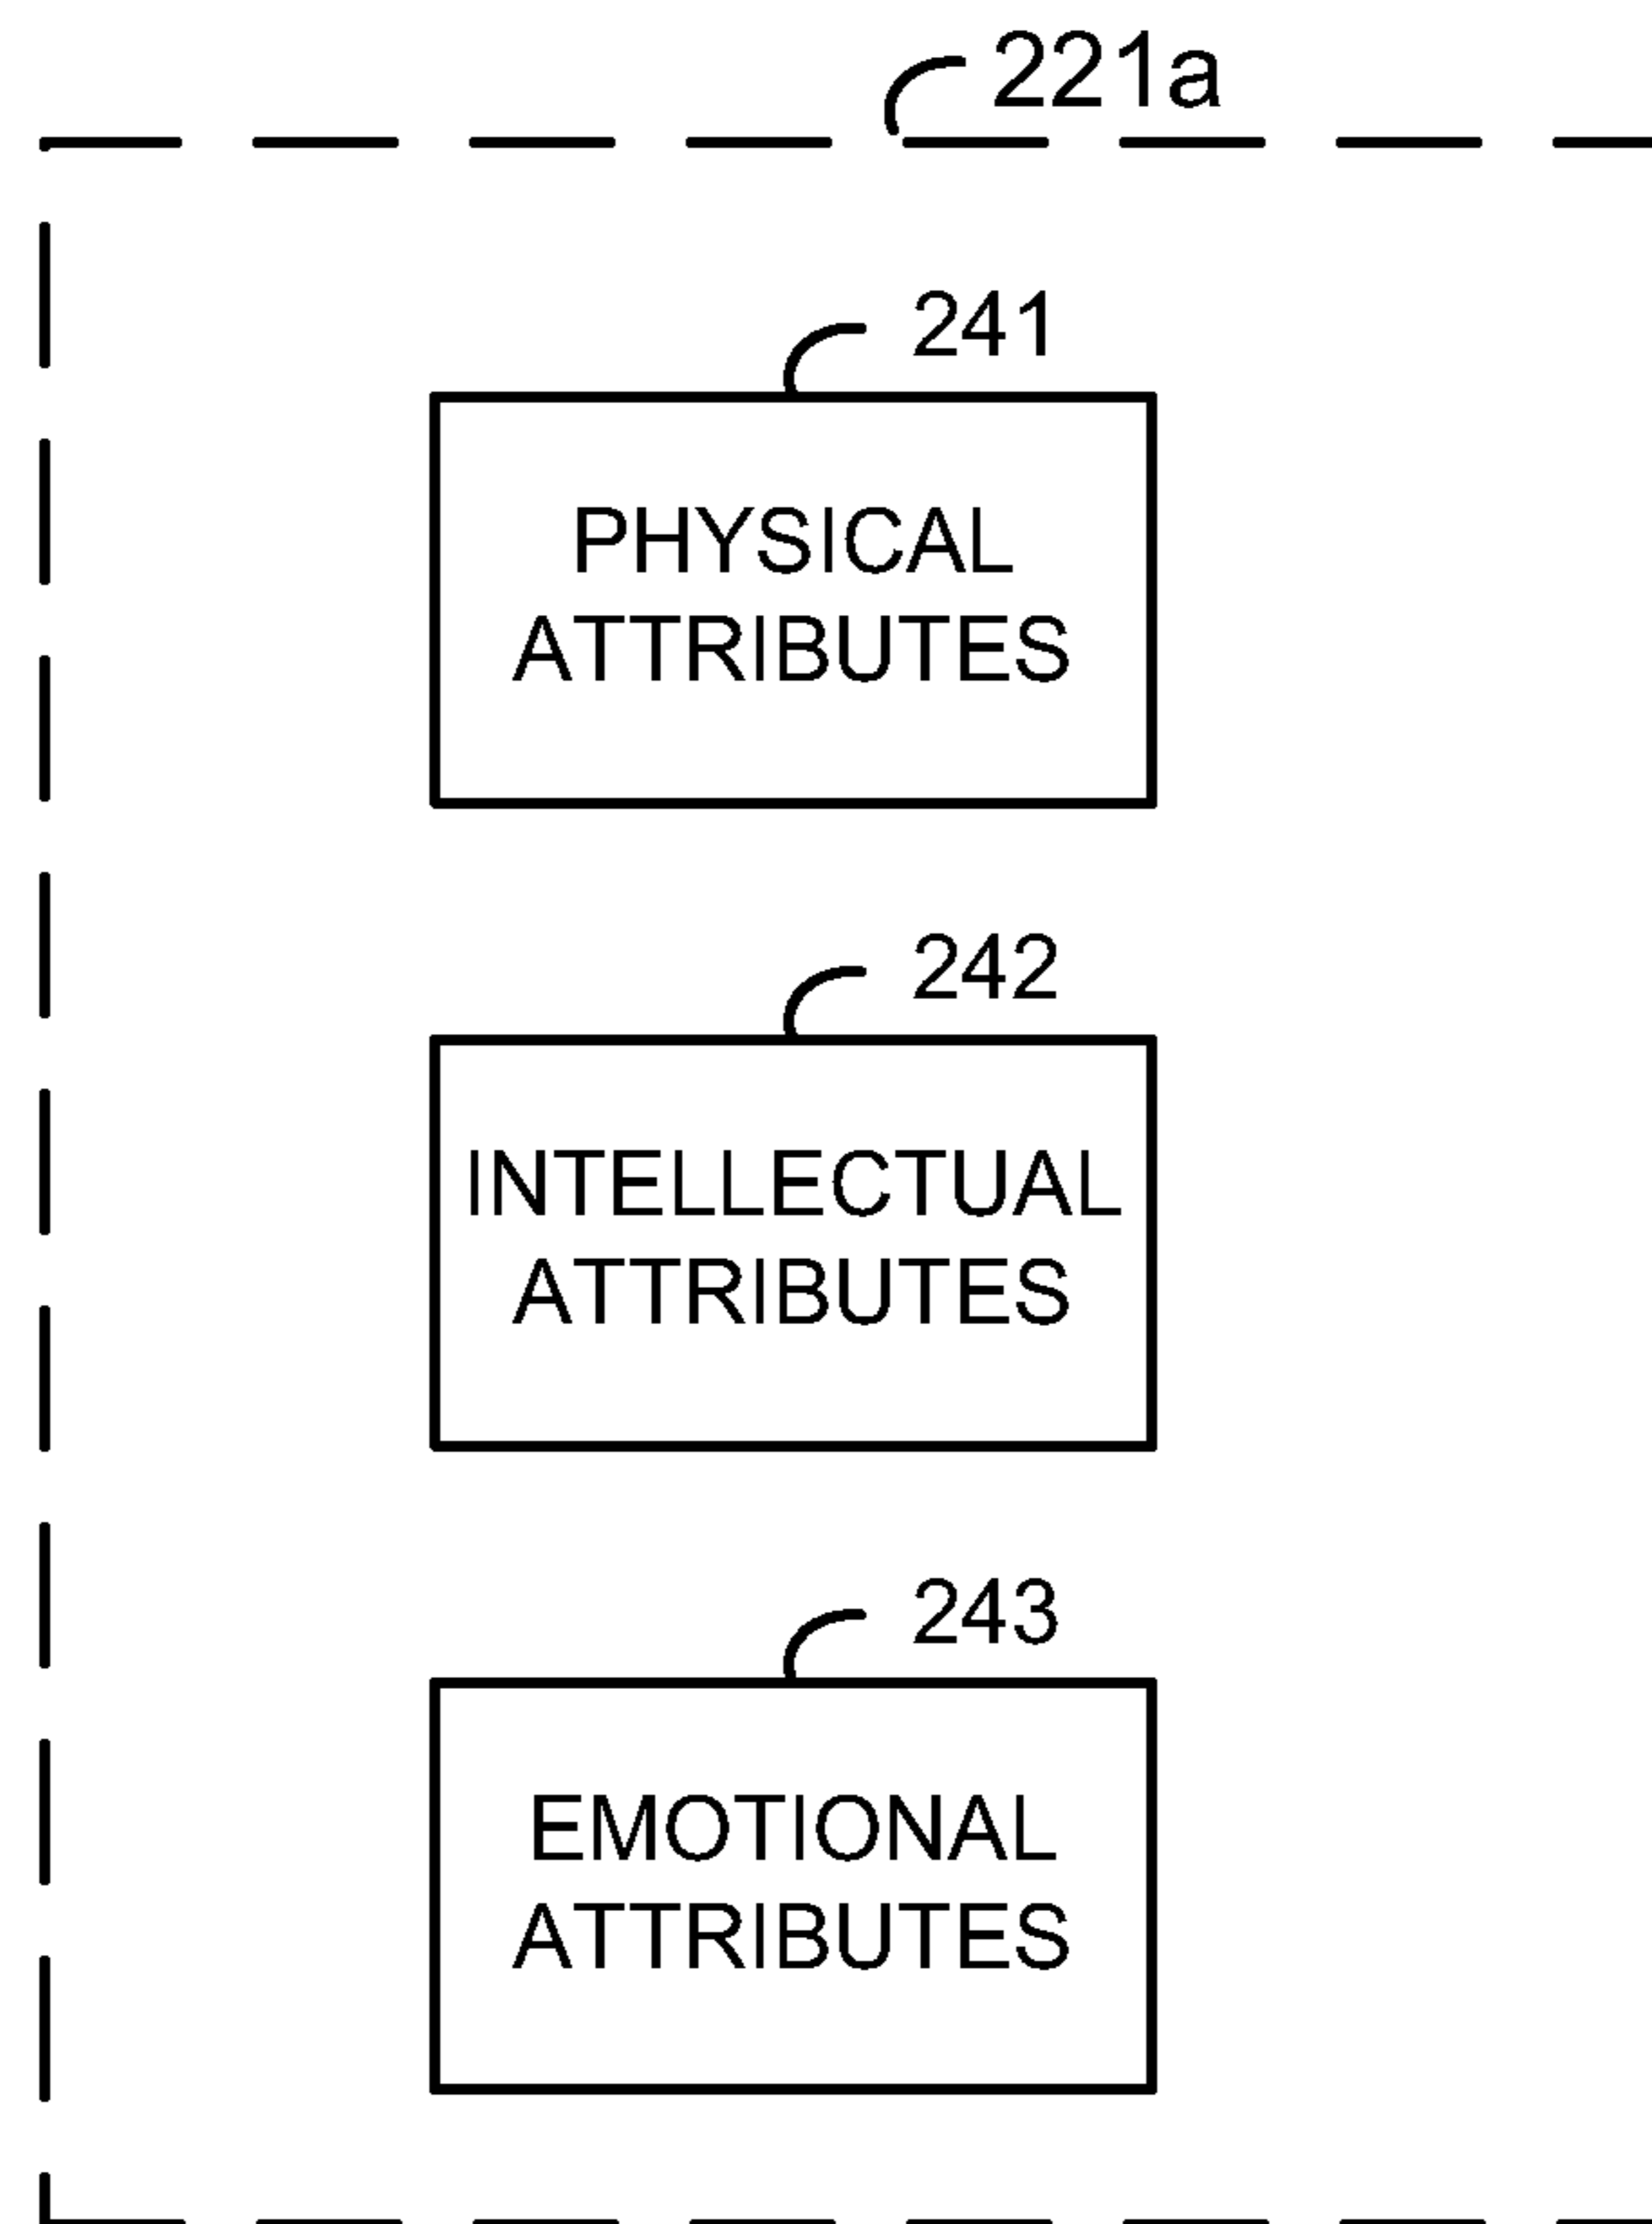 221a
241
PHYSICAL
ATTRIBUTES
242
INTELLECTUAL
ATTRIBUTES
243
EMOTIONAL
ATTRIBUTES